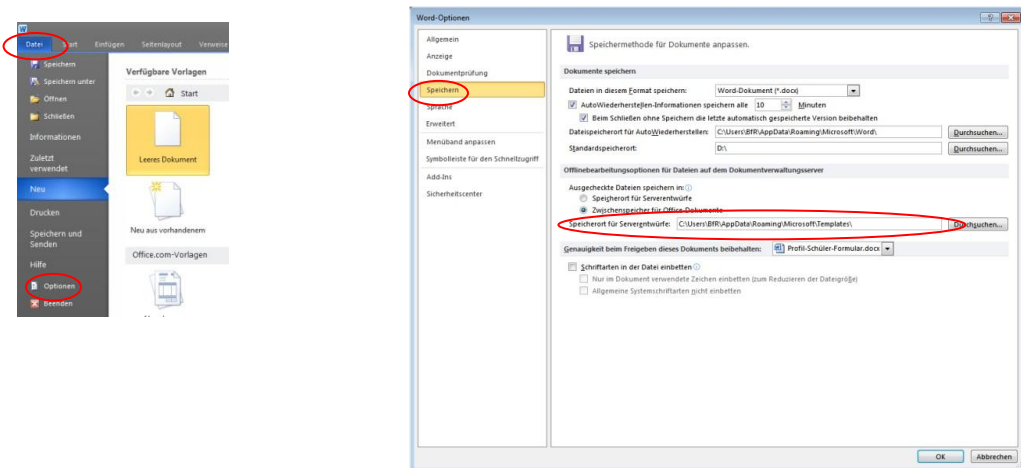 Datei Start Einfügen Seitenlayout Verweise
Speichern
Speichern unter
Öffnen
Schließen
Informationen
Zuletzt
verwendet
Neu
Drucken
Speichern und
Senden
Hilfe
Optionen
Beenden
Verfügbare Vorlagen
Start
Leeres Dokument
Neu aus vorhandenem
Office.com-Vorlagen
Word-Optionen
Allgemein
Anzeige
Dokumentprüfung
Speichern
Sprache
Erweitert
Menüband anpassen
Symbolleiste für den Schnellzugriff
Add-Ins
Sicherheitscenter
Speichermethode für Dokumente anpassen.
Dokumente speichern
Dateien in diesem Format speichern: Word-Dokument (*.docx)
AutoWiederherstellen-Informationen speichern alle 10 Minuten
Beim Schließen ohne Speichern die letzte automatisch gespeicherte Version beibehalten
Dateispeicherort für AutoWiederherstellen: C:\Users\BfR\AppData\Roaming\Microsoft\Word\ Durchsuchen...
Standardspeicherort: D:\ Durchsuchen...
Offlinebearbeitungsoptionen für Dateien auf dem Dokumentverwaltungsserver
Ausgecheckte Dateien speichern in:
Speicherort für Serverentwürfe
Zwischenspeicher für Office-Dokumente
Speicherort für Serverentwürfe: C:\Users\BfR\AppData\Roaming\Microsoft\Templates\ Durchsuchen...
Genauigkeit beim Freigeben dieses Dokuments beibehalten: Profil-Schüler-Formular.docx
Schriftarten in der Datei einbetten
Nur im Dokument verwendete Zeichen einbetten (zum Reduzieren der Dateigröße)
Allgemeine Systemschriftarten nicht einbetten
OK Abbrechen